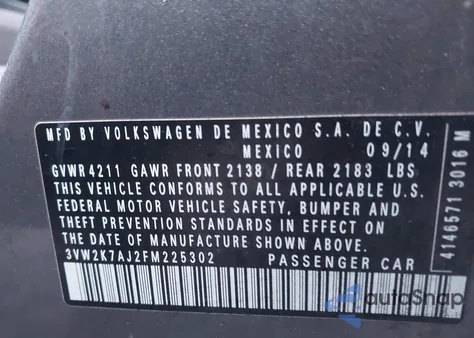 MFD BY VOLKSWAGEN DE MEXICO S.A. DE C.V.
MEXICO 09/14
GVWR 4211 GAWR FRONT 2138 / REAR 2183 LBS
THIS VEHICLE CONFORMS TO ALL APPLICABLE U.S.
FEDERAL MOTOR VEHICLE SAFETY, BUMPER AND
THEFT PREVENTION STANDARDS IN EFFECT ON
THE DATE OF MANUFACTURE SHOWN ABOVE.
3VW2K7AJ2FM225302 PASSENGER CAR
4146571 3016 M
autoSnap